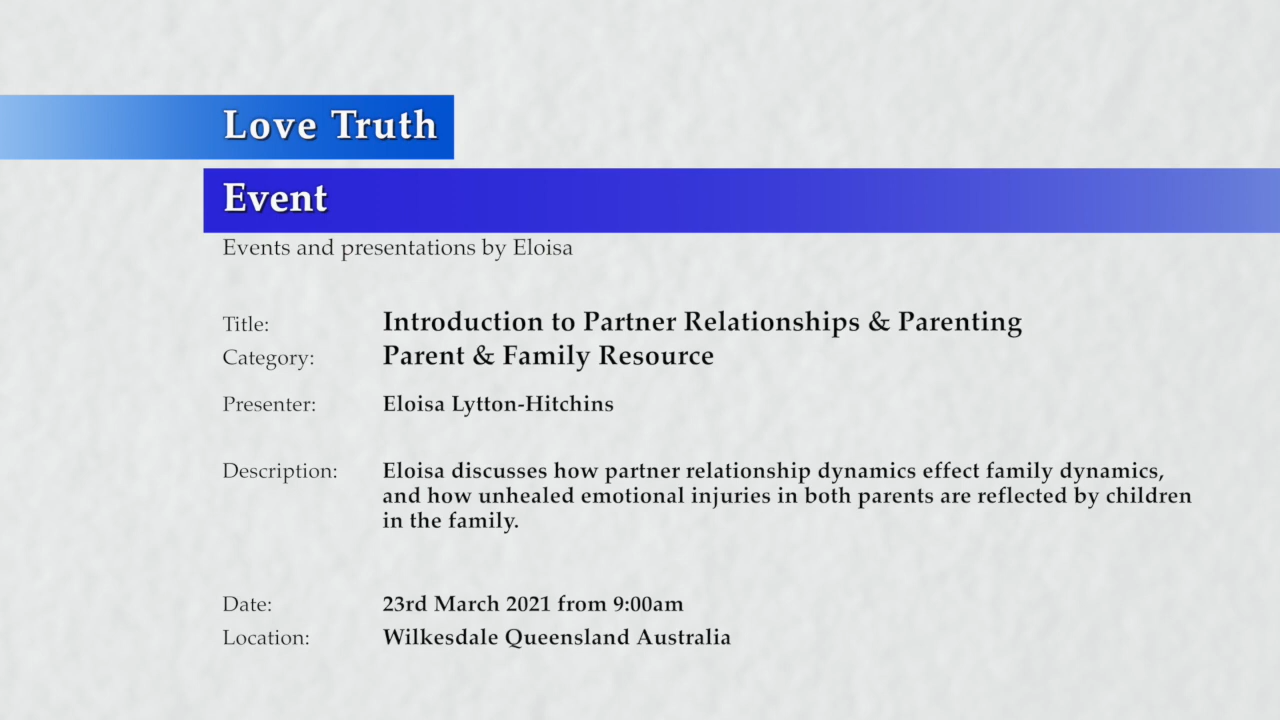 Love Truth
Event
Events and presentations by Eloisa
Title: Introduction to Partner Relationships & Parenting
Category: Parent & Family Resource
Presenter: Eloisa Lytton-Hitchins
Description: Eloisa discusses how partner relationship dynamics effect family dynamics,
and how unhealed emotional injuries in both parents are reflected by children
in the family.
Date: 23rd March 2021 from 9:00am
Location: Wilkesdale Queensland Australia